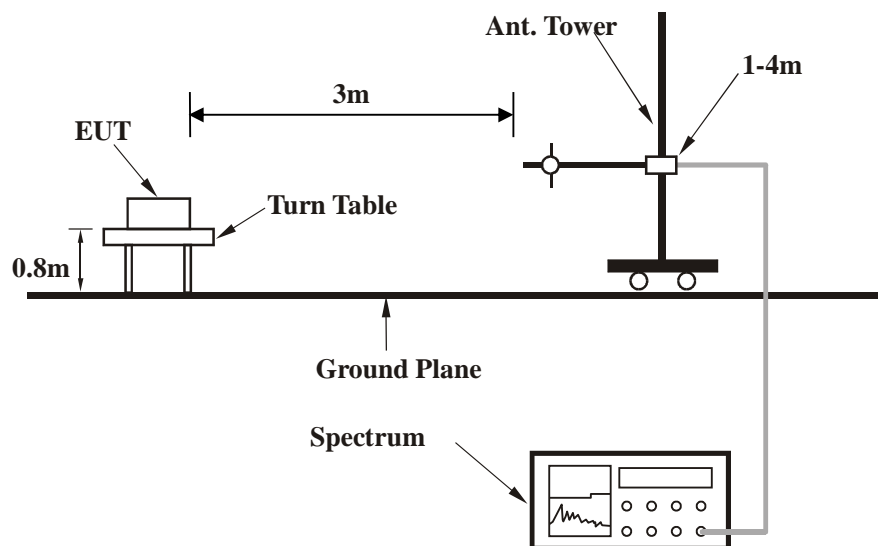 Ant. Tower
1-4m
3m
EUT
Turn Table
0.8m
Ground Plane
Spectrum